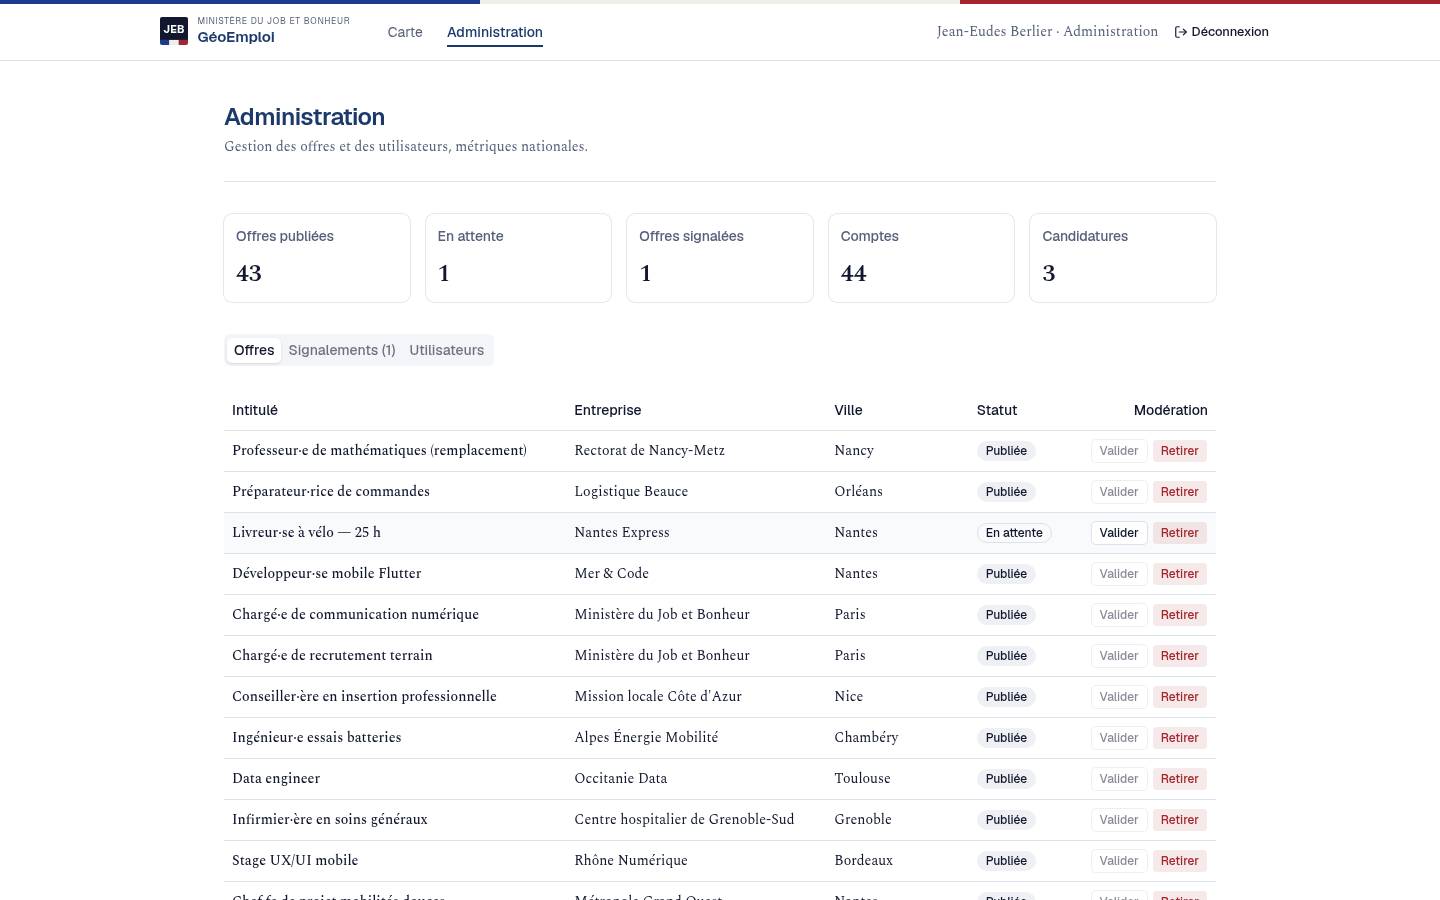 JEB
MINISTÈRE DU JOB ET BONHEUR
GéoEmploi
Carte
Administration
Jean-Eudes Berlier · Administration
Déconnexion
Administration
Gestion des offres et des utilisateurs, métriques nationales.
Offres publiées
43
En attente
1
Offres signalées
1
Comptes
44
Candidatures
3
Offres Signalements (1) Utilisateurs
Intitulé Entreprise Ville Statut Modération
Professeur·e de mathématiques (remplacement) Rectorat de Nancy-Metz Nancy Publiée Valider Retirer
Préparateur·rice de commandes Logistique Beauce Orléans Publiée Valider Retirer
Livreur·se à vélo — 25 h Nantes Express Nantes En attente Valider Retirer
Développeur·se mobile Flutter Mer & Code Nantes Publiée Valider Retirer
Chargé·e de communication numérique Ministère du Job et Bonheur Paris Publiée Valider Retirer
Chargé·e de recrutement terrain Ministère du Job et Bonheur Paris Publiée Valider Retirer
Conseiller·ère en insertion professionnelle Mission locale Côte d'Azur Nice Publiée Valider Retirer
Ingénieur·e essais batteries Alpes Énergie Mobilité Chambéry Publiée Valider Retirer
Data engineer Occitanie Data Toulouse Publiée Valider Retirer
Infirmier·ère en soins généraux Centre hospitalier de Grenoble-Sud Grenoble Publiée Valider Retirer
Stage UX/UI mobile Rhône Numérique Bordeaux Publiée Valider Retirer